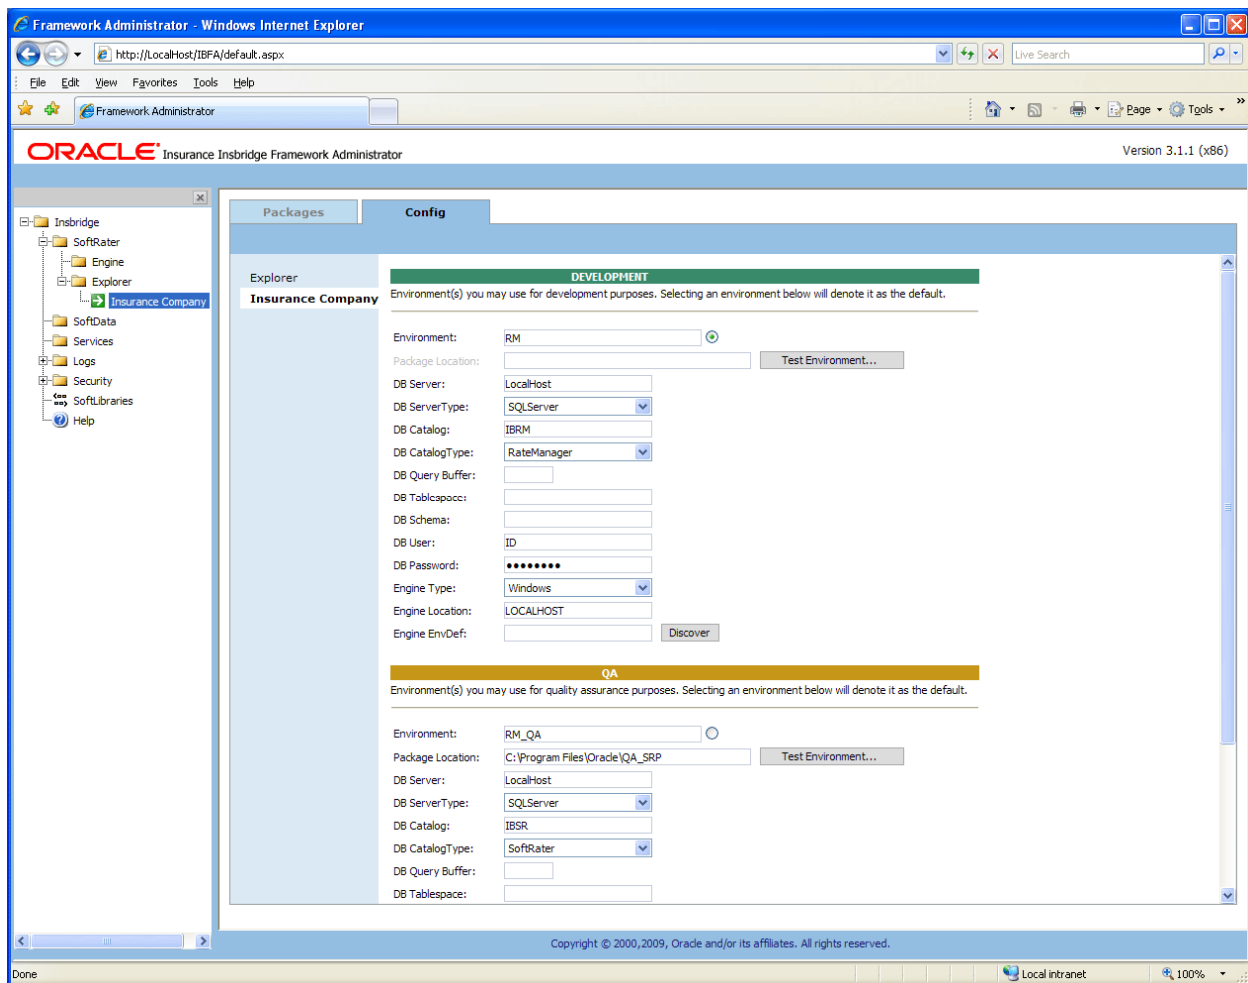 Framework Administrator - Windows Internet Explorer
http://LocalHost/IBFA/default.aspx
Live Search
File Edit View Favorites Tools Help
Framework Administrator
Page Tools
ORACLE Insurance Insbridge Framework Administrator
Version 3.1.1 (x86)
Insbridge
SoftRater
Engine
Explorer
Insurance Company
SoftData
Services
Logs
Security
SoftLibraries
Help
Packages Config
Explorer
Insurance Company
DEVELOPMENT
Environment(s) you may use for development purposes. Selecting an environment below will denote it as the default.
Environment: RM
Package Location: Test Environment...
DB Server: LocalHost
DB ServerType: SQLServer
DB Catalog: IBRM
DB CatalogType: RateManager
DB Query Buffer:
DB Tablespace:
DB Schema:
DB User: ID
DB Password: ••••••••
Engine Type: Windows
Engine Location: LOCALHOST
Engine EnvDef: Discover
QA
Environment(s) you may use for quality assurance purposes. Selecting an environment below will denote it as the default.
Environment: RM_QA
Package Location: C:\Program Files\Oracle\QA_SRP Test Environment...
DB Server: LocalHost
DB ServerType: SQLServer
DB Catalog: IBSR
DB CatalogType: SoftRater
DB Query Buffer:
DB Tablespace:
Copyright © 2000,2009, Oracle and/or its affiliates. All rights reserved.
Done
Local intranet
100%